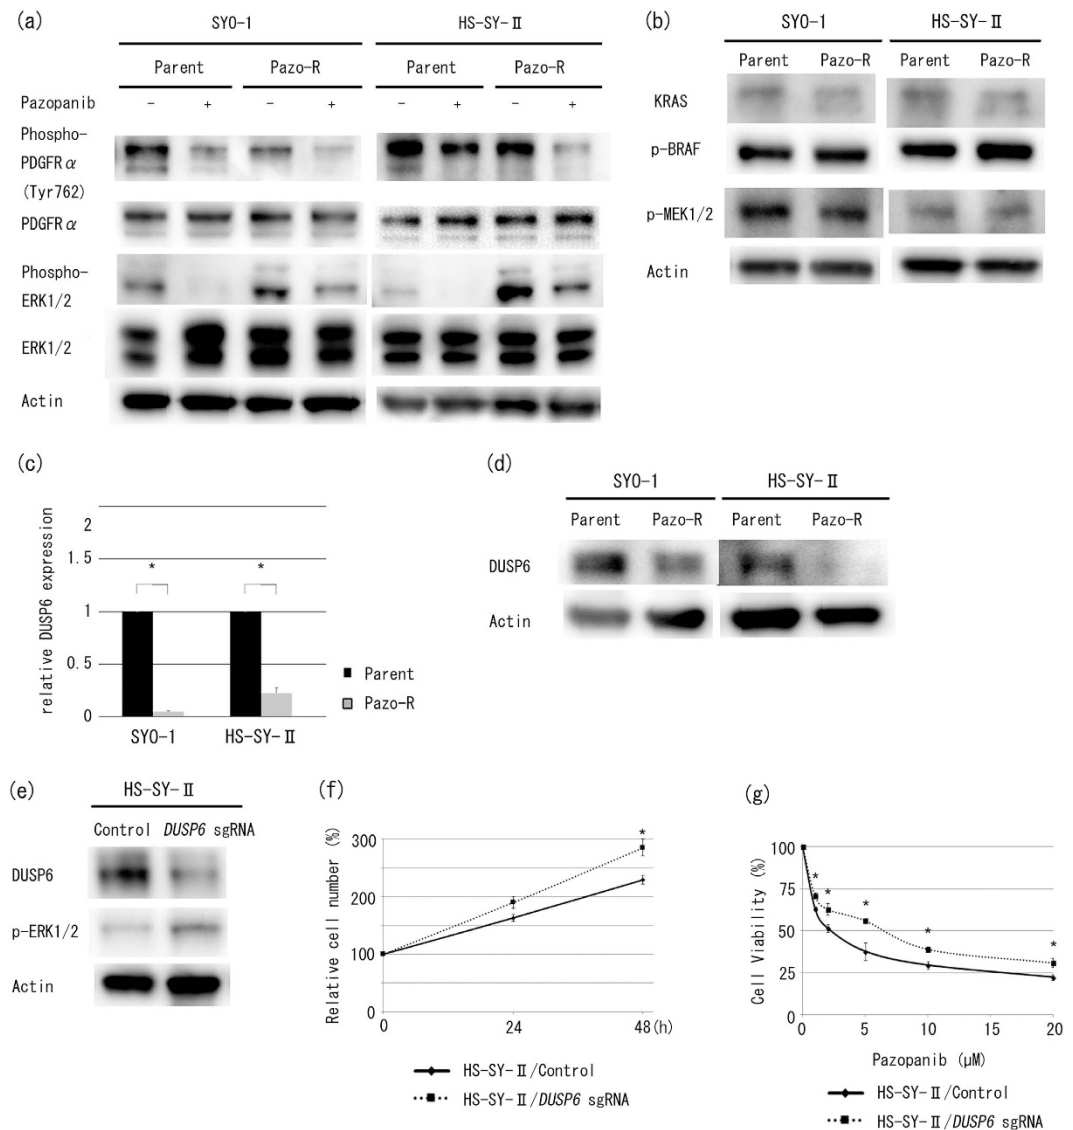 (a)
SYO-1 HS-SY-Ⅱ
Parent Pazo-R Parent Pazo-R
Pazopanib - + - + - + - +
Phospho-
PDGFRα
(Tyr762)
PDGFRα
Phospho-
ERK1/2
ERK1/2
Actin
(b)
SYO-1 HS-SY-Ⅱ
Parent Pazo-R Parent Pazo-R
KRAS
p-BRAF
p-MEK1/2
Actin
(c)
relative DUSP6 expression
2
1.5
1
0.5
0
* *
SYO-1 HS-SY-Ⅱ
Parent
Pazo-R
(d)
SYO-1 HS-SY-Ⅱ
Parent Pazo-R Parent Pazo-R
DUSP6
Actin
(e)
HS-SY-Ⅱ
Control DUSP6 sgRNA
DUSP6
p-ERK1/2
Actin
(f)
Relative cell number (%)
300
200
100
0
*
0 24 48(h)
HS-SY-Ⅱ/Control
HS-SY-Ⅱ/DUSP6 sgRNA
(g)
Cell Viability (%)
100
75
50
25
0
* * * * *
0 5 10 15 20
Pazopanib (μM)
HS-SY-Ⅱ/Control
HS-SY-Ⅱ/DUSP6 sgRNA